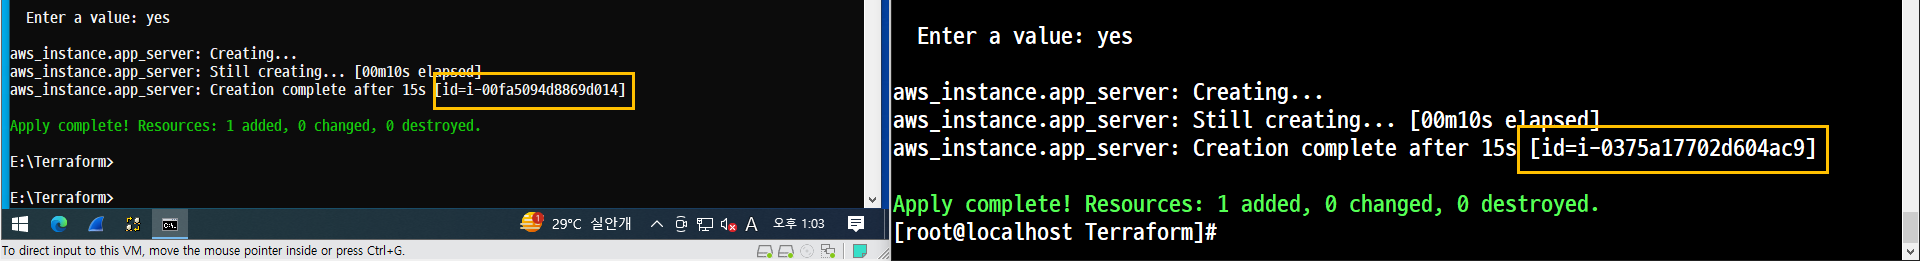 Enter a value: yes
aws_instance.app_server: Creating...
aws_instance.app_server: Still creating... [00m10s elapsed]
aws_instance.app_server: Creation complete after 15s [id=i-00fa5094d8869d014]
Apply complete! Resources: 1 added, 0 changed, 0 destroyed.
E:\Terraform>
E:\Terraform>
1
29°C 실안개
A
오후 1:03
To direct input to this VM, move the mouse pointer inside or press Ctrl+G.
Enter a value: yes
aws_instance.app_server: Creating...
aws_instance.app_server: Still creating... [00m10s elapsed]
aws_instance.app_server: Creation complete after 15s [id=i-0375a17702d604ac9]
Apply complete! Resources: 1 added, 0 changed, 0 destroyed.
[root@localhost Terraform]#